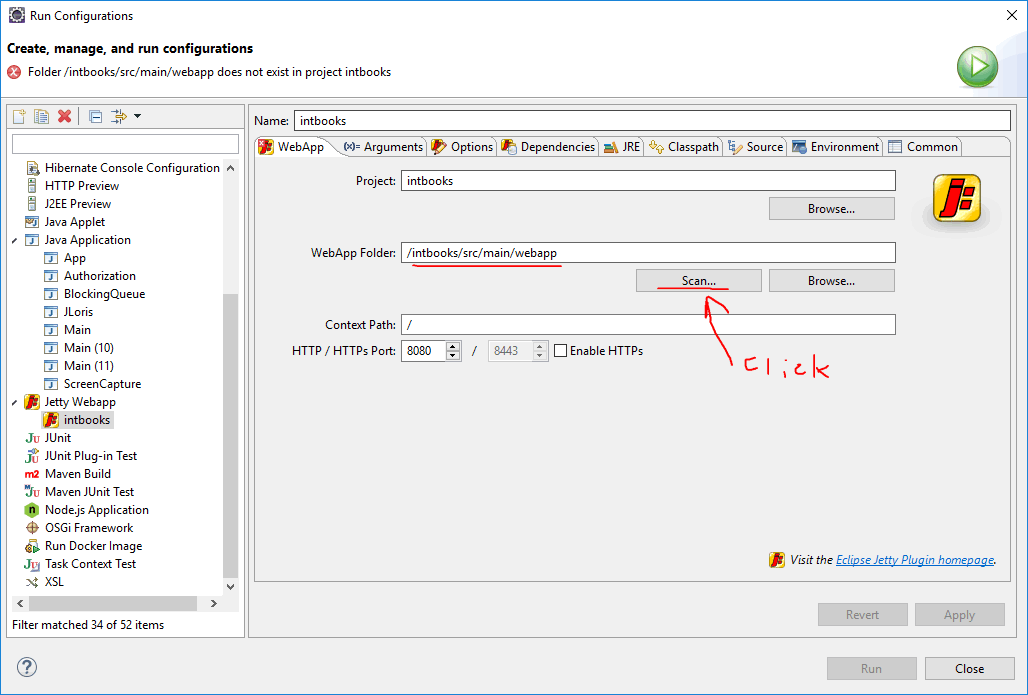 Run Configurations
Create, manage, and run configurations
Folder /intbooks/src/main/webapp does not exist in project intbooks
Name: intbooks
WebApp (x)= Arguments Options Dependencies JRE Classpath Source Environment Common
Hibernate Console Configuration
HTTP Preview
J2EE Preview
Java Applet
Java Application
App
Authorization
BlockingQueue
JLoris
Main
Main (10)
Main (11)
ScreenCapture
Jetty Webapp
intbooks
JUnit
JUnit Plug-in Test
Maven Build
Maven JUnit Test
Node.js Application
OSGi Framework
Run Docker Image
Task Context Test
XSL
Filter matched 34 of 52 items
Project: intbooks
Browse...
WebApp Folder: /intbooks/src/main/webapp
Scan... Browse...
Context Path: /
HTTP / HTTPs Port: 8080 / 8443 Enable HTTPs
Click
Visit the Eclipse Jetty Plugin homepage.
Revert Apply
Run Close